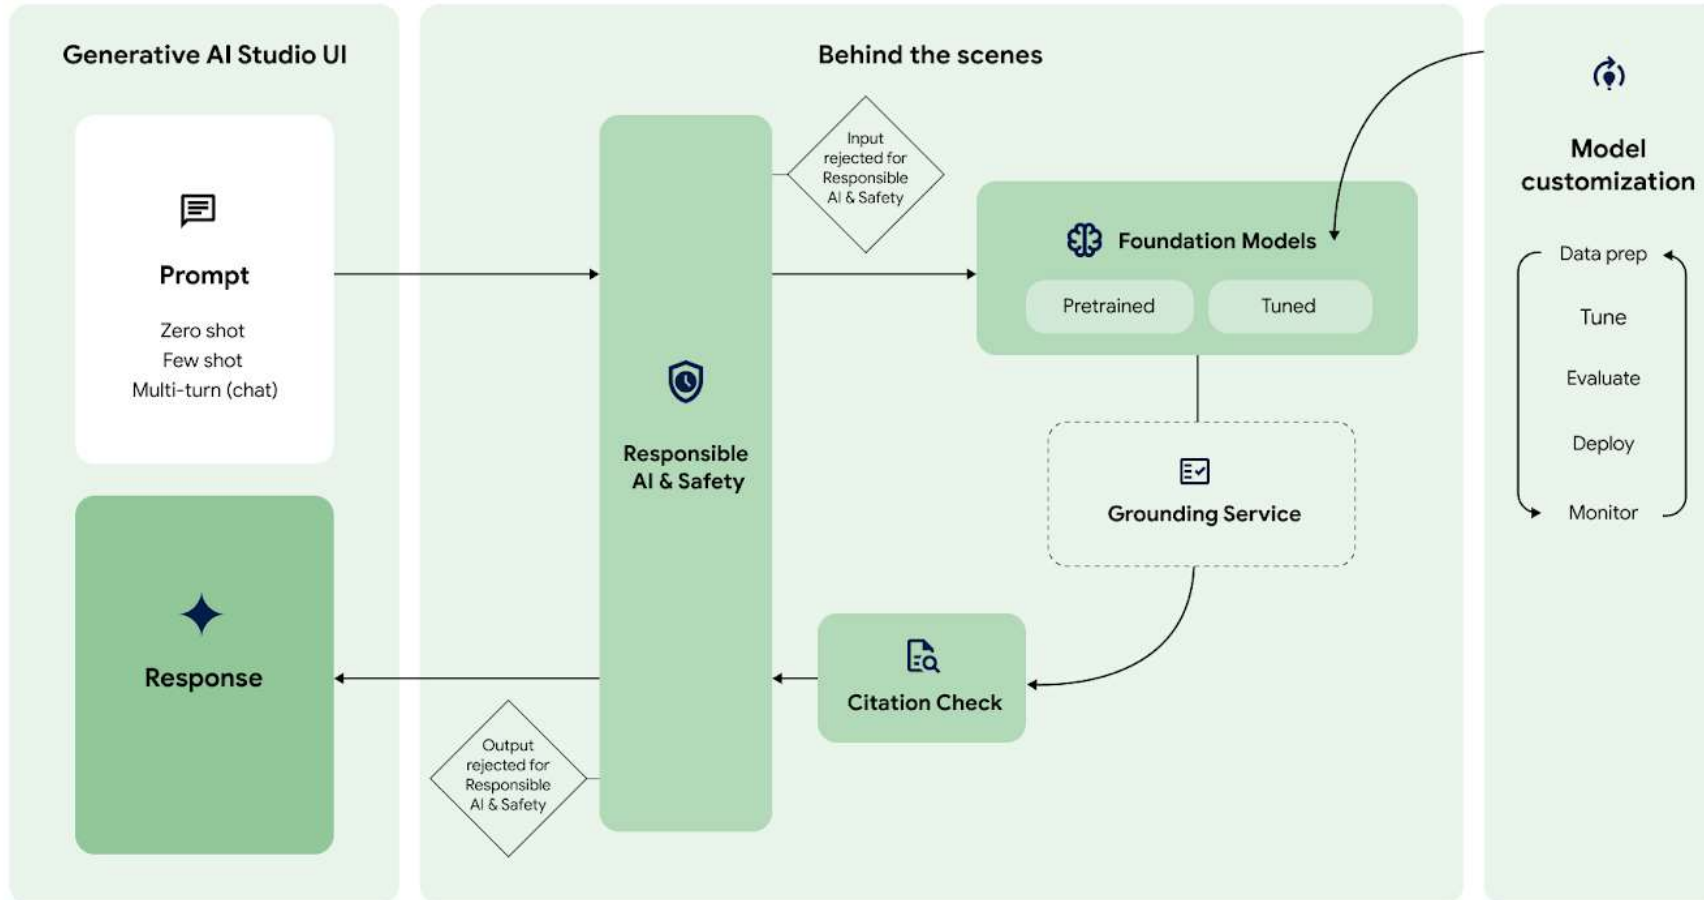 Generative AI Studio UI
Prompt
Zero shot
Few shot
Multi-turn (chat)
Response
Behind the scenes
Responsible
AI & Safety
Input
rejected for
Responsible
AI & Safety
Foundation Models
Pretrained
Tuned
Grounding Service
Citation Check
Output
rejected for
Responsible
AI & Safety
Model
customization
Data prep
Tune
Evaluate
Deploy
Monitor